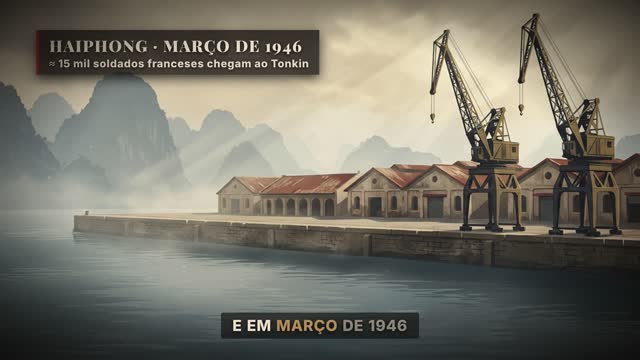 HAIPHONG · MARÇO DE 1946
≈ 15 mil soldados franceses chegam ao Tonkin
E EM MARÇO DE 1946